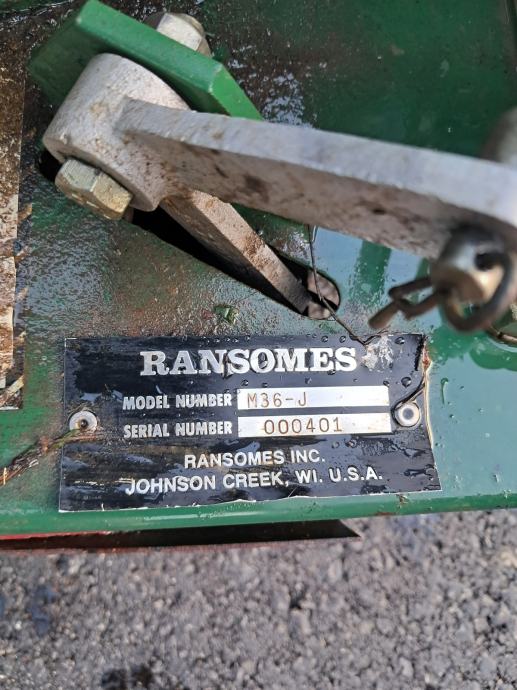 RANSOMES
MODEL NUMBER M36-J
SERIAL NUMBER 000401
RANSOMES INC.
JOHNSON CREEK, WI. U.S.A.